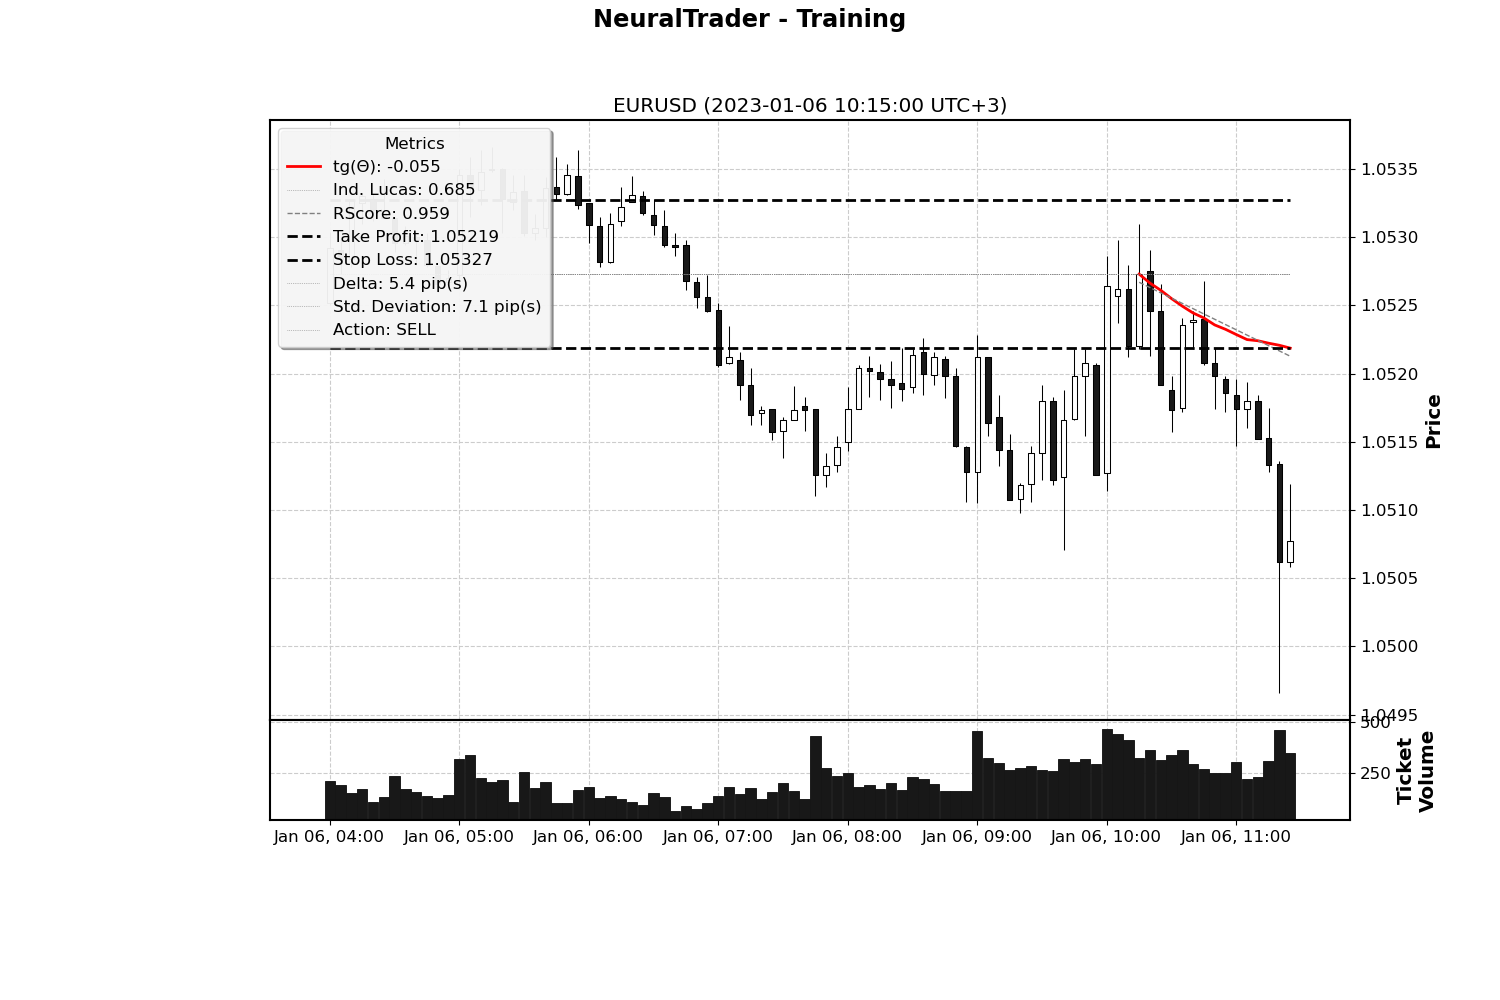 NeuralTrader - Training
EURUSD (2023-01-06 10:15:00 UTC+3)
Metrics
tg(Θ): -0.055
Ind. Lucas: 0.685
RScore: 0.959
Take Profit: 1.05219
Stop Loss: 1.05327
Delta: 5.4 pip(s)
Std. Deviation: 7.1 pip(s)
Action: SELL
1.0535
1.0530
1.0525
1.0520
1.0515
1.0510
1.0505
1.0500
1.0495
Price
500
250
Ticket
Volume
Jan 06, 04:00
Jan 06, 05:00
Jan 06, 06:00
Jan 06, 07:00
Jan 06, 08:00
Jan 06, 09:00
Jan 06, 10:00
Jan 06, 11:00